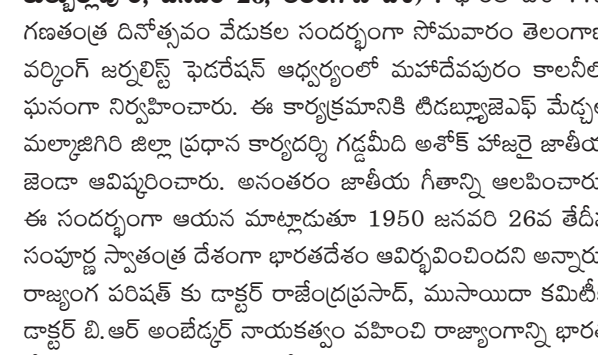 గణతంత్ర దినోత్సవం వేడుకల సందర్భంగా సోమవారం తెలంగాణ
వర్కింగ్ జర్నలిస్ట్ ఫెడరేషన్ ఆధ్వర్యంలో మహాదేవపురం కాలనీలో
ఘనంగా నిర్వహించారు. ఈ కార్యక్రమానికి టిడబ్ల్యూజెఎఫ్ మేడ్చల్
మల్కాజిగిరి జిల్లా ప్రధాన కార్యదర్శి గడ్డమీది అశోక్ హాజరై జాతీయ
జెండా ఆవిష్కరించారు. అనంతరం జాతీయ గీతాన్ని ఆలపించారు.
ఈ సందర్భంగా ఆయన మాట్లాడుతూ 1950 జనవరి 26వ తేదీన
సంపూర్ణ స్వాతంత్ర దేశంగా భారతదేశం ఆవిర్భవించిందని అన్నారు.
రాజ్యంగ పరిషత్ కు డాక్టర్ రాజేంద్రప్రసాద్, ముసాయిదా కమిటీకి
డాక్టర్ బి.ఆర్ అంబేడ్కర్ నాయకత్వం వహించి రాజ్యాంగాన్ని భారత